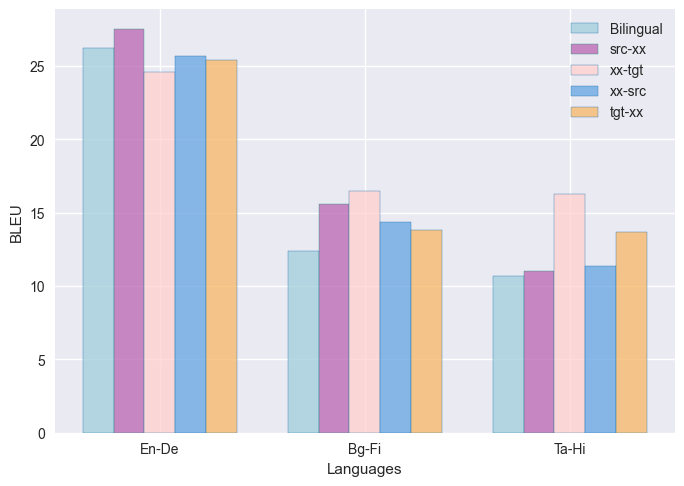 Bilingual
src-xx
xx-tgt
xx-src
tgt-xx
25
20
15
10
5
0
BLEU
En-De
Bg-Fi
Ta-Hi
Languages